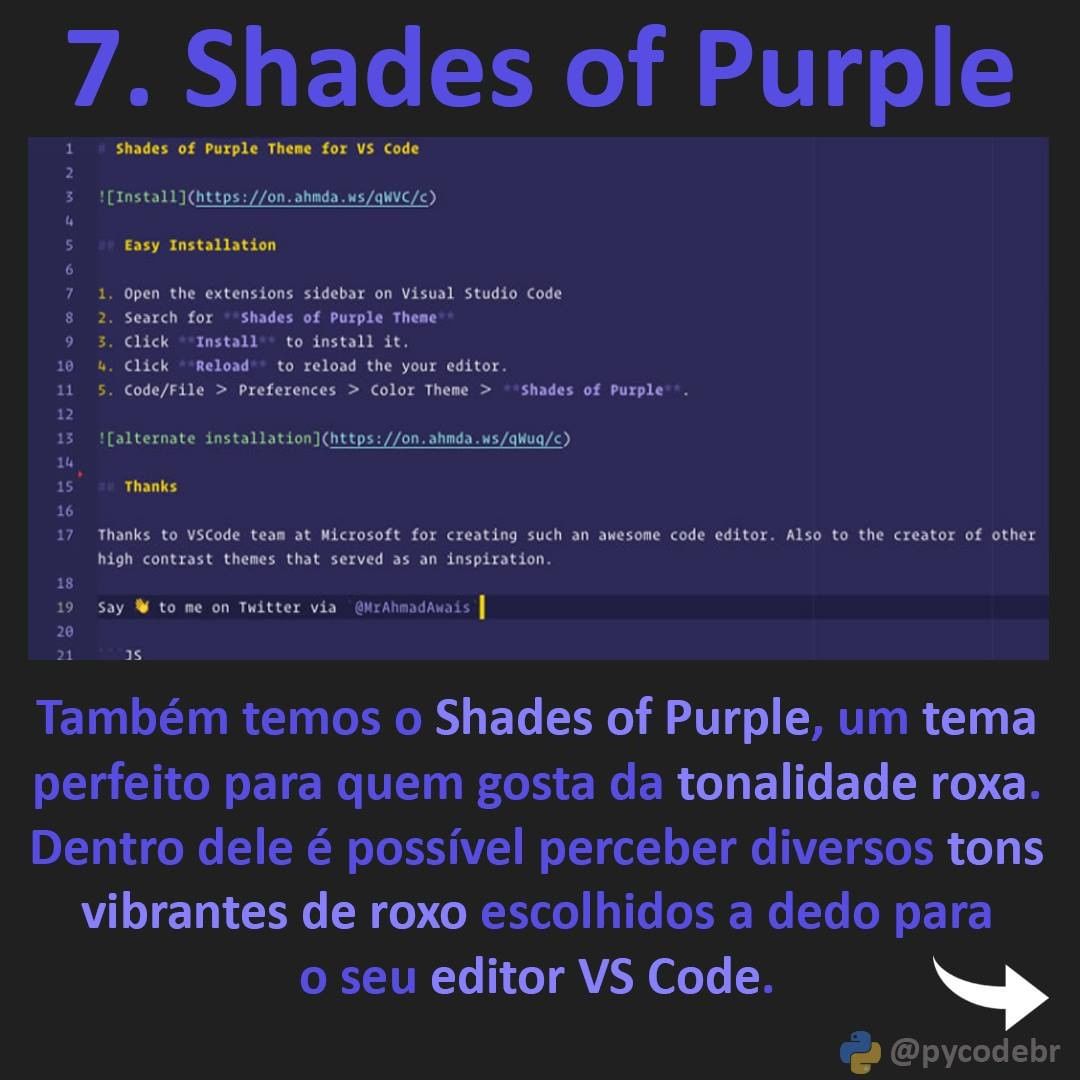 7. Shades of Purple
1 # Shades of Purple Theme for VS Code
2
3 ![Install](https://on.ahmda.ws/qWVC/c)
4
5 ## Easy Installation
6
7 1. Open the extensions sidebar on Visual Studio Code
8 2. Search for **Shades of Purple Theme**
9 3. Click **Install** to install it.
10 4. Click **Reload** to reload the your editor.
11 5. Code/File > Preferences > Color Theme > **Shades of Purple**.
12
13 ![alternate installation](https://on.ahmda.ws/qWuq/c)
14
15 ## Thanks
16
17 Thanks to VSCode team at Microsoft for creating such an awesome code editor. Also to the creator of other
high contrast themes that served as an inspiration.
18
19 Say 👋 to me on Twitter via `@MrAhmadAwais`
20
21 ```JS
Também temos o Shades of Purple, um tema
perfeito para quem gosta da tonalidade roxa.
Dentro dele é possível perceber diversos tons
vibrantes de roxo escolhidos a dedo para
o seu editor VS Code.
@pycodebr